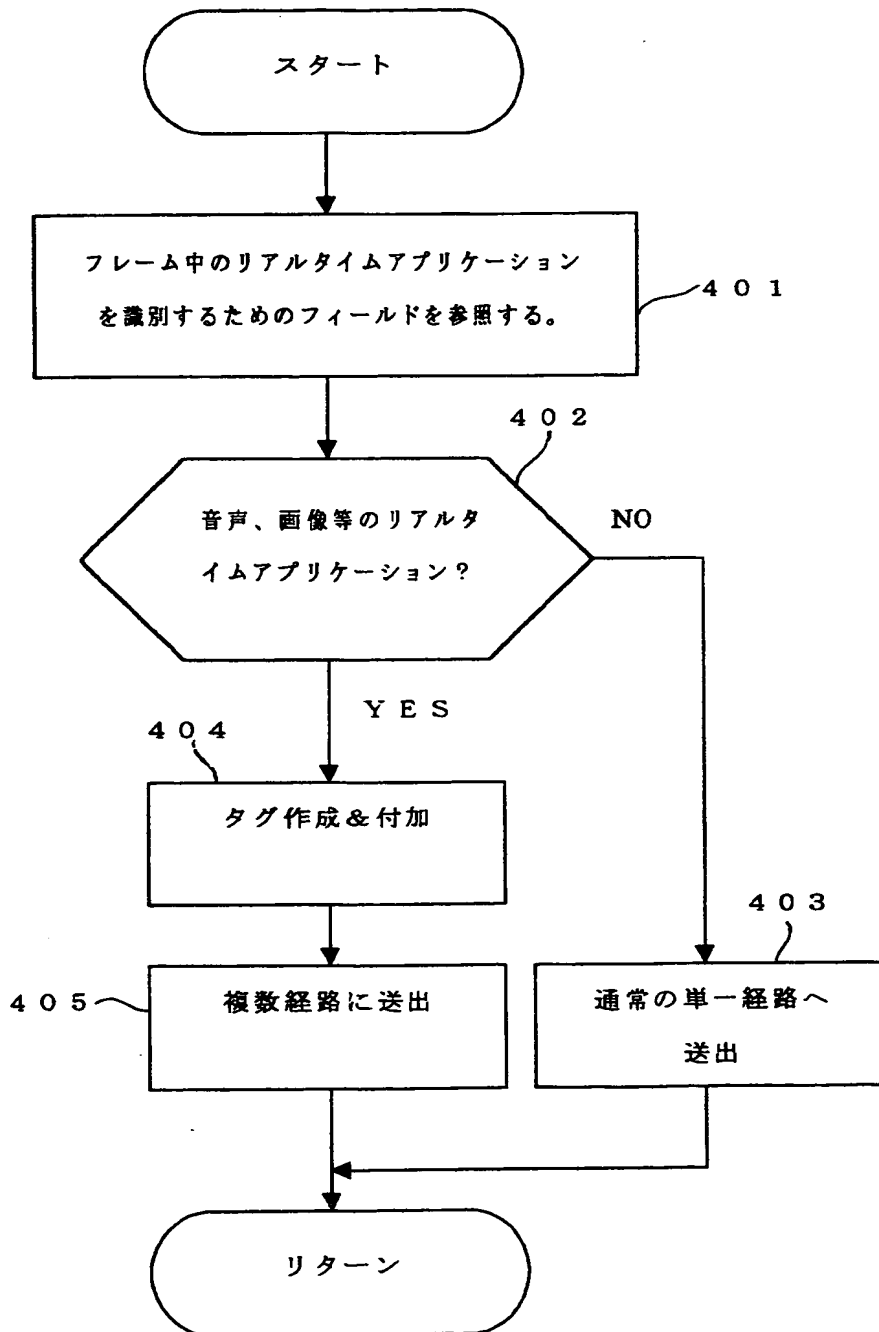 スタート
フレーム中のリアルタイムアプリケーション
を識別するためのフィールドを参照する。
401
402
音声、画像等のリアルタ
イムアプリケーション?
NO
YES
404
タグ作成&付加
403
405
複数経路に送出
通常の単一経路へ
送出
リターン